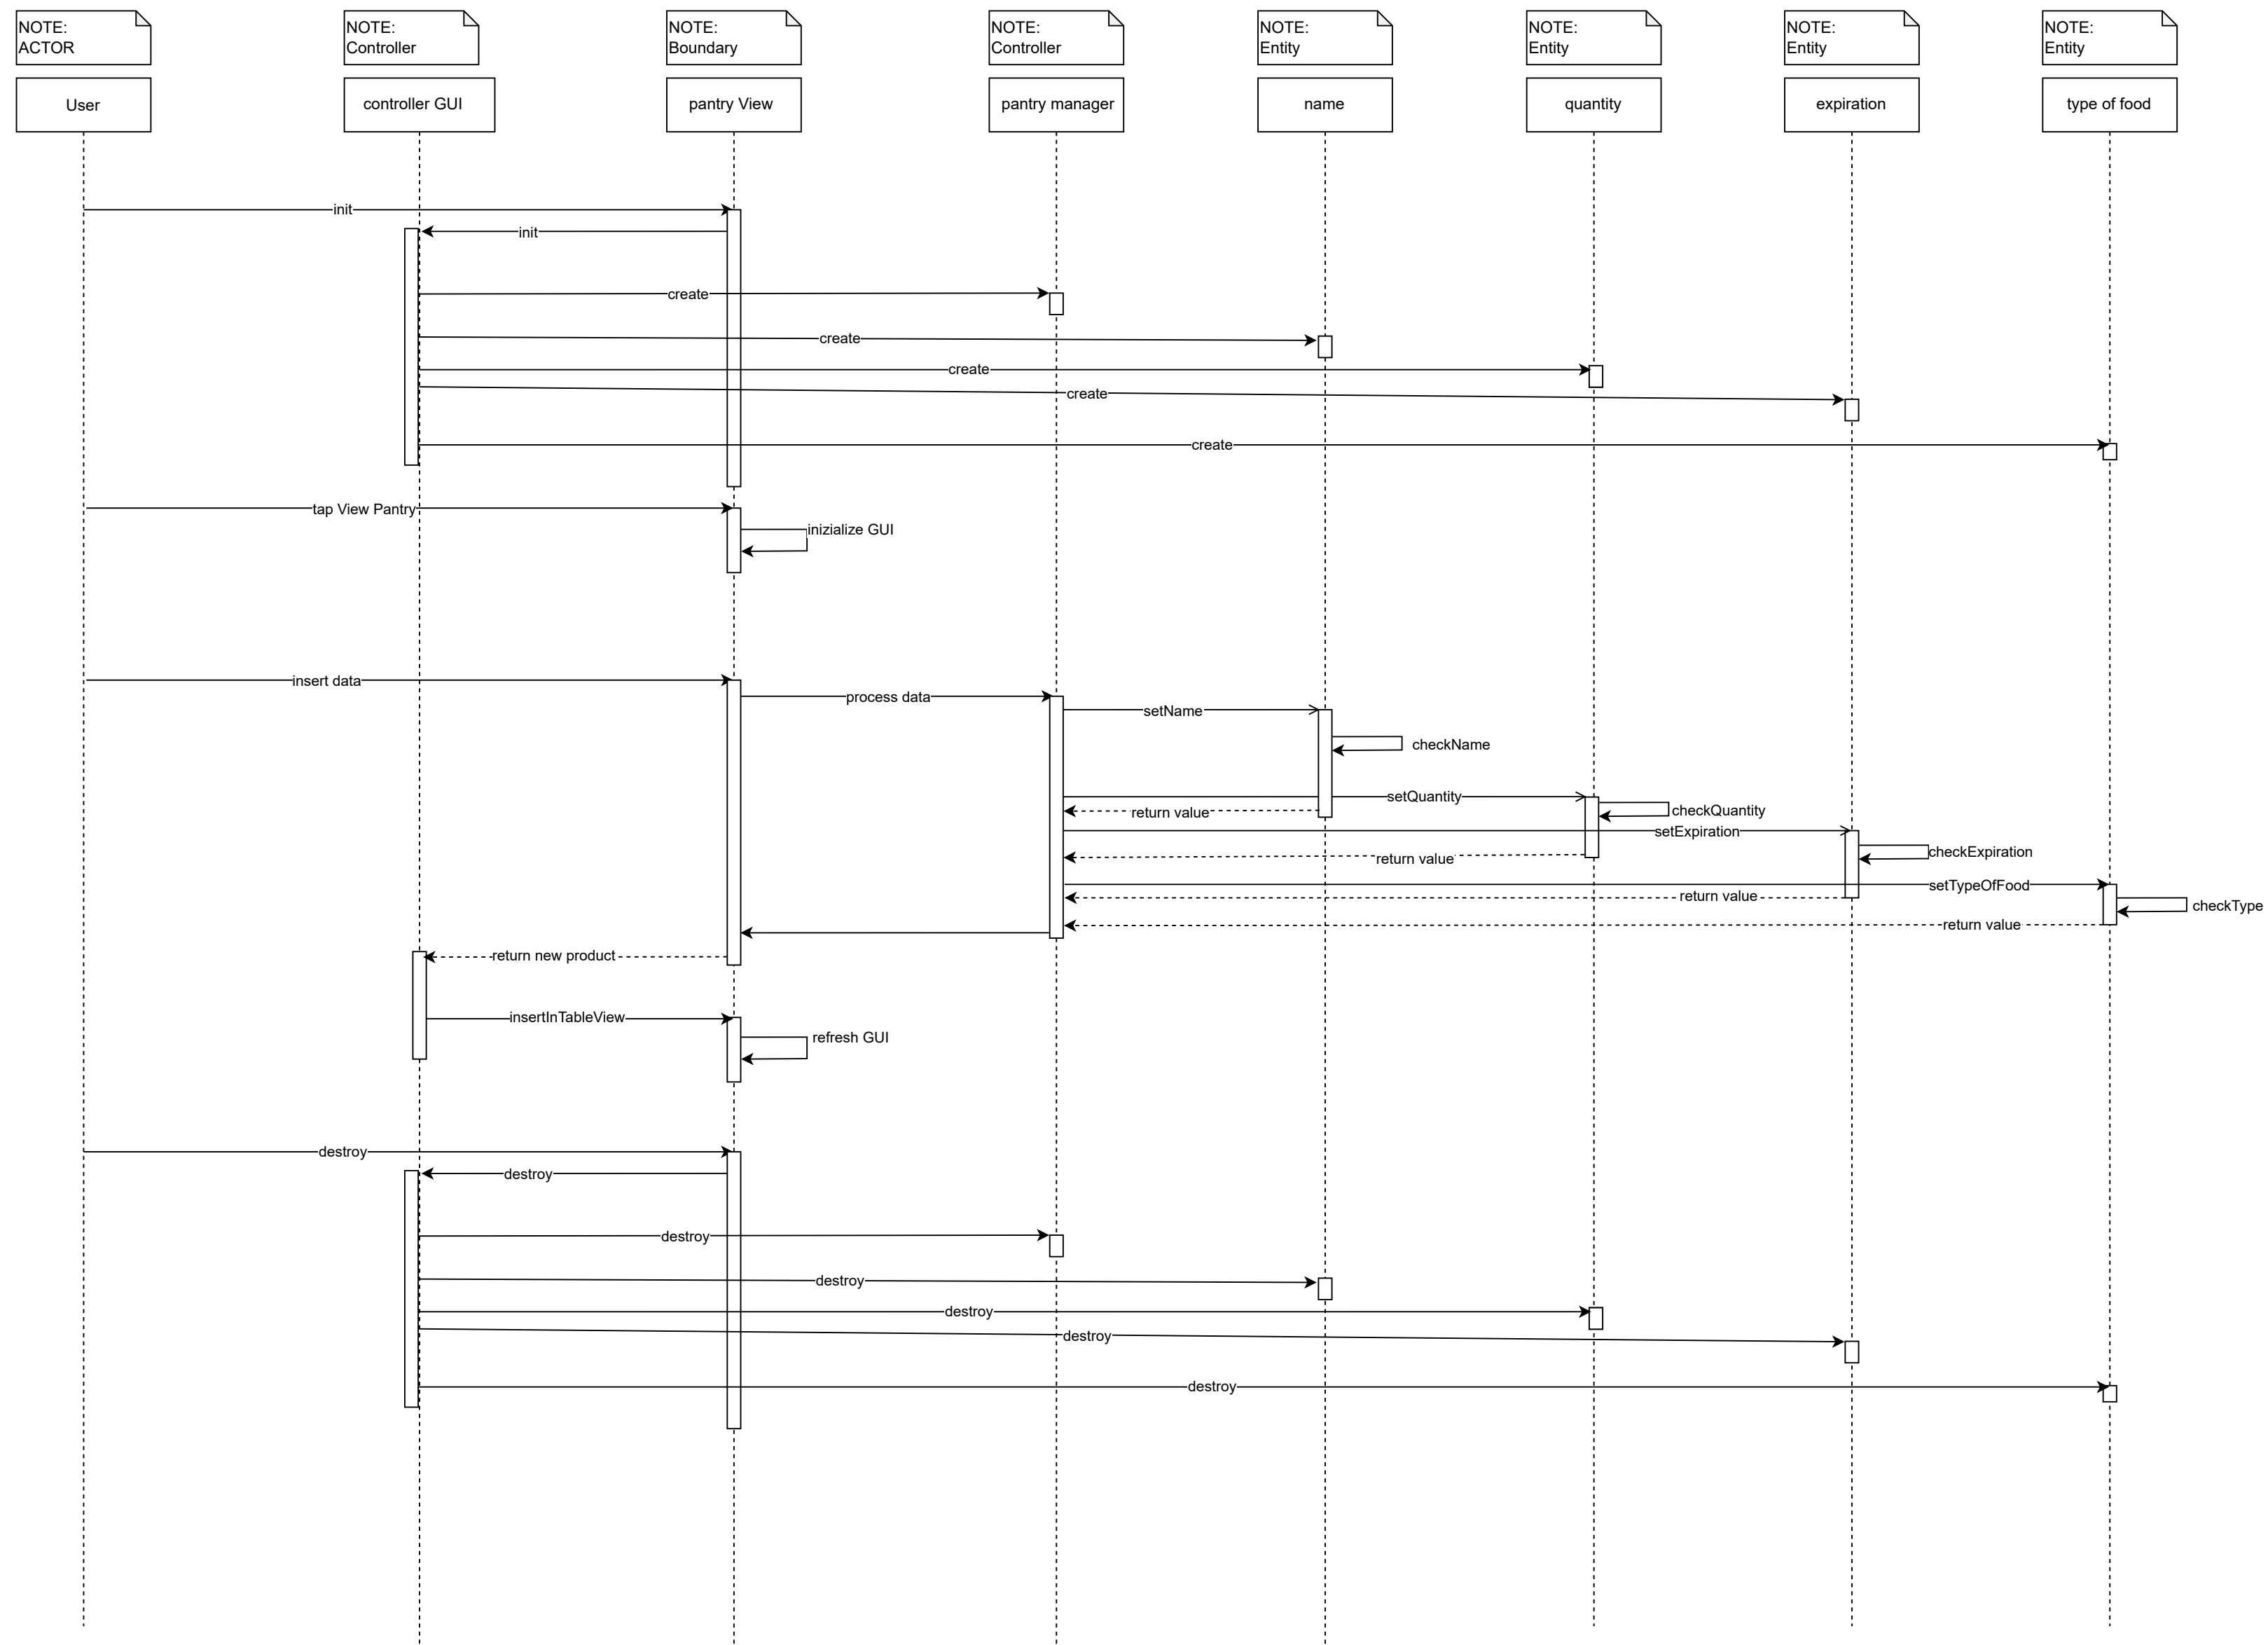 NOTE:
ACTOR
NOTE:
Controller
NOTE:
Boundary
NOTE:
Controller
NOTE:
Entity
NOTE:
Entity
NOTE:
Entity
NOTE:
Entity
User
controller GUI
pantry View
pantry manager
name
quantity
expiration
type of food
init
init
create
create
create
create
create
tap View Pantry
inizialize GUI
insert data
process data
setName
checkName
setQuantity
return value
checkQuantity
setExpiration
return value
checkExpiration
setTypeOfFood
return value
checkType
return value
return new product
insertInTableView
refresh GUI
destroy
destroy
destroy
destroy
destroy
destroy
destroy